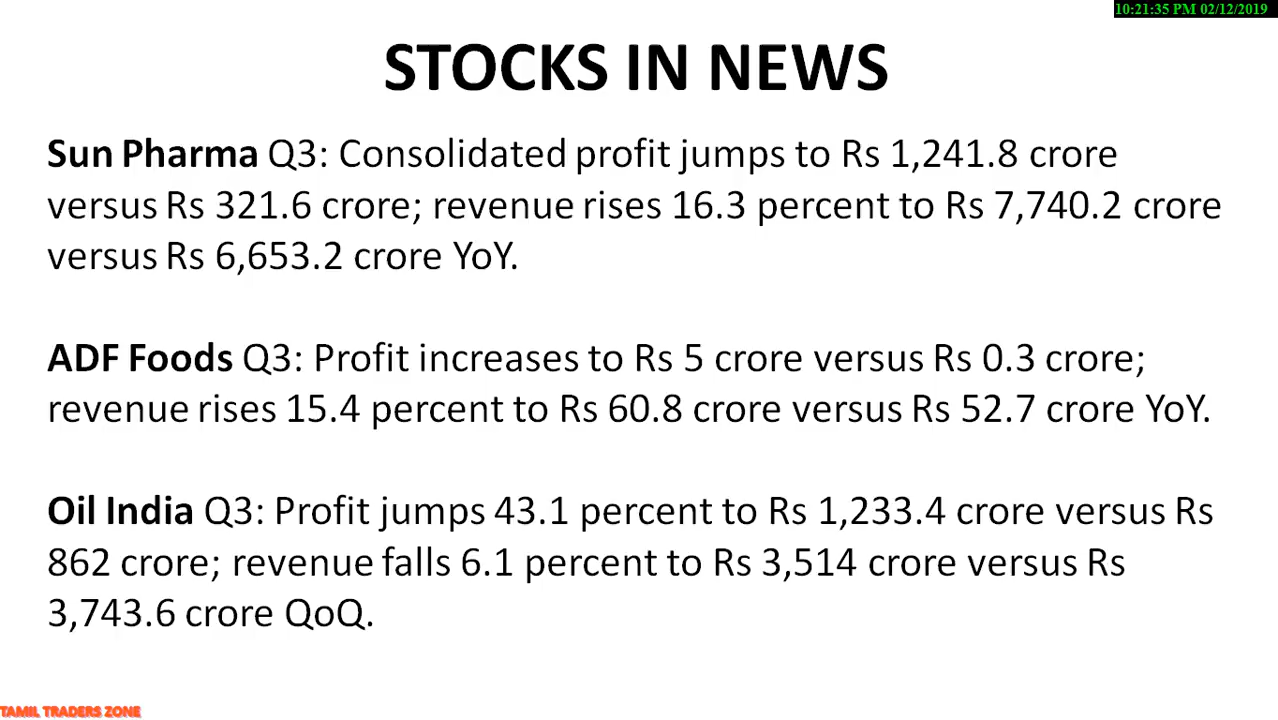 10:21:35 PM 02/12/2019
STOCKS IN NEWS
Sun Pharma Q3: Consolidated profit jumps to Rs 1,241.8 crore
versus Rs 321.6 crore; revenue rises 16.3 percent to Rs 7,740.2 crore
versus Rs 6,653.2 crore YoY.
ADF Foods Q3: Profit increases to Rs 5 crore versus Rs 0.3 crore;
revenue rises 15.4 percent to Rs 60.8 crore versus Rs 52.7 crore YoY.
Oil India Q3: Profit jumps 43.1 percent to Rs 1,233.4 crore versus Rs
862 crore; revenue falls 6.1 percent to Rs 3,514 crore versus Rs
3,743.6 crore QoQ.
TAMIL TRADERS ZONE